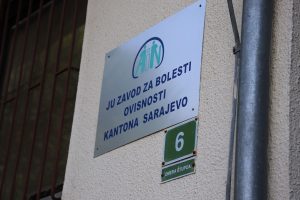 JU ZAVOD ZA BOLESTI
OVISNOSTI
KANTONA SARAJEVO
6